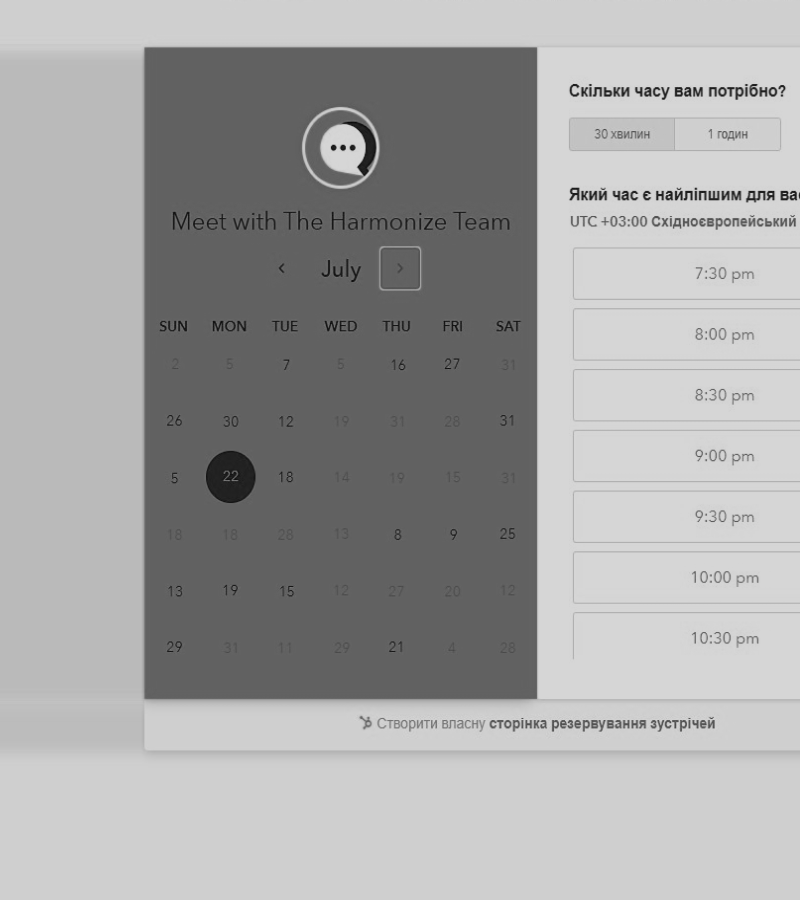 Meet with The Harmonize Team
July
SUN MON TUE WED THU FRI SAT
2 5 7 5 16 27 31
26 30 12 19 31 28 31
5 22 18 14 19 15 31
18 18 28 13 8 9 25
13 19 15 12 27 20 12
29 31 11 29 21 4 28
Скільки часу вам потрібно?
30 хвилин 1 годин
Який час є найліпшим для
UTC +03:00 Східноєвропейський
7:30 pm
8:00 pm
8:30 pm
9:00 pm
9:30 pm
10:00 pm
10:30 pm
Створити власну сторінка резервування зустрічей